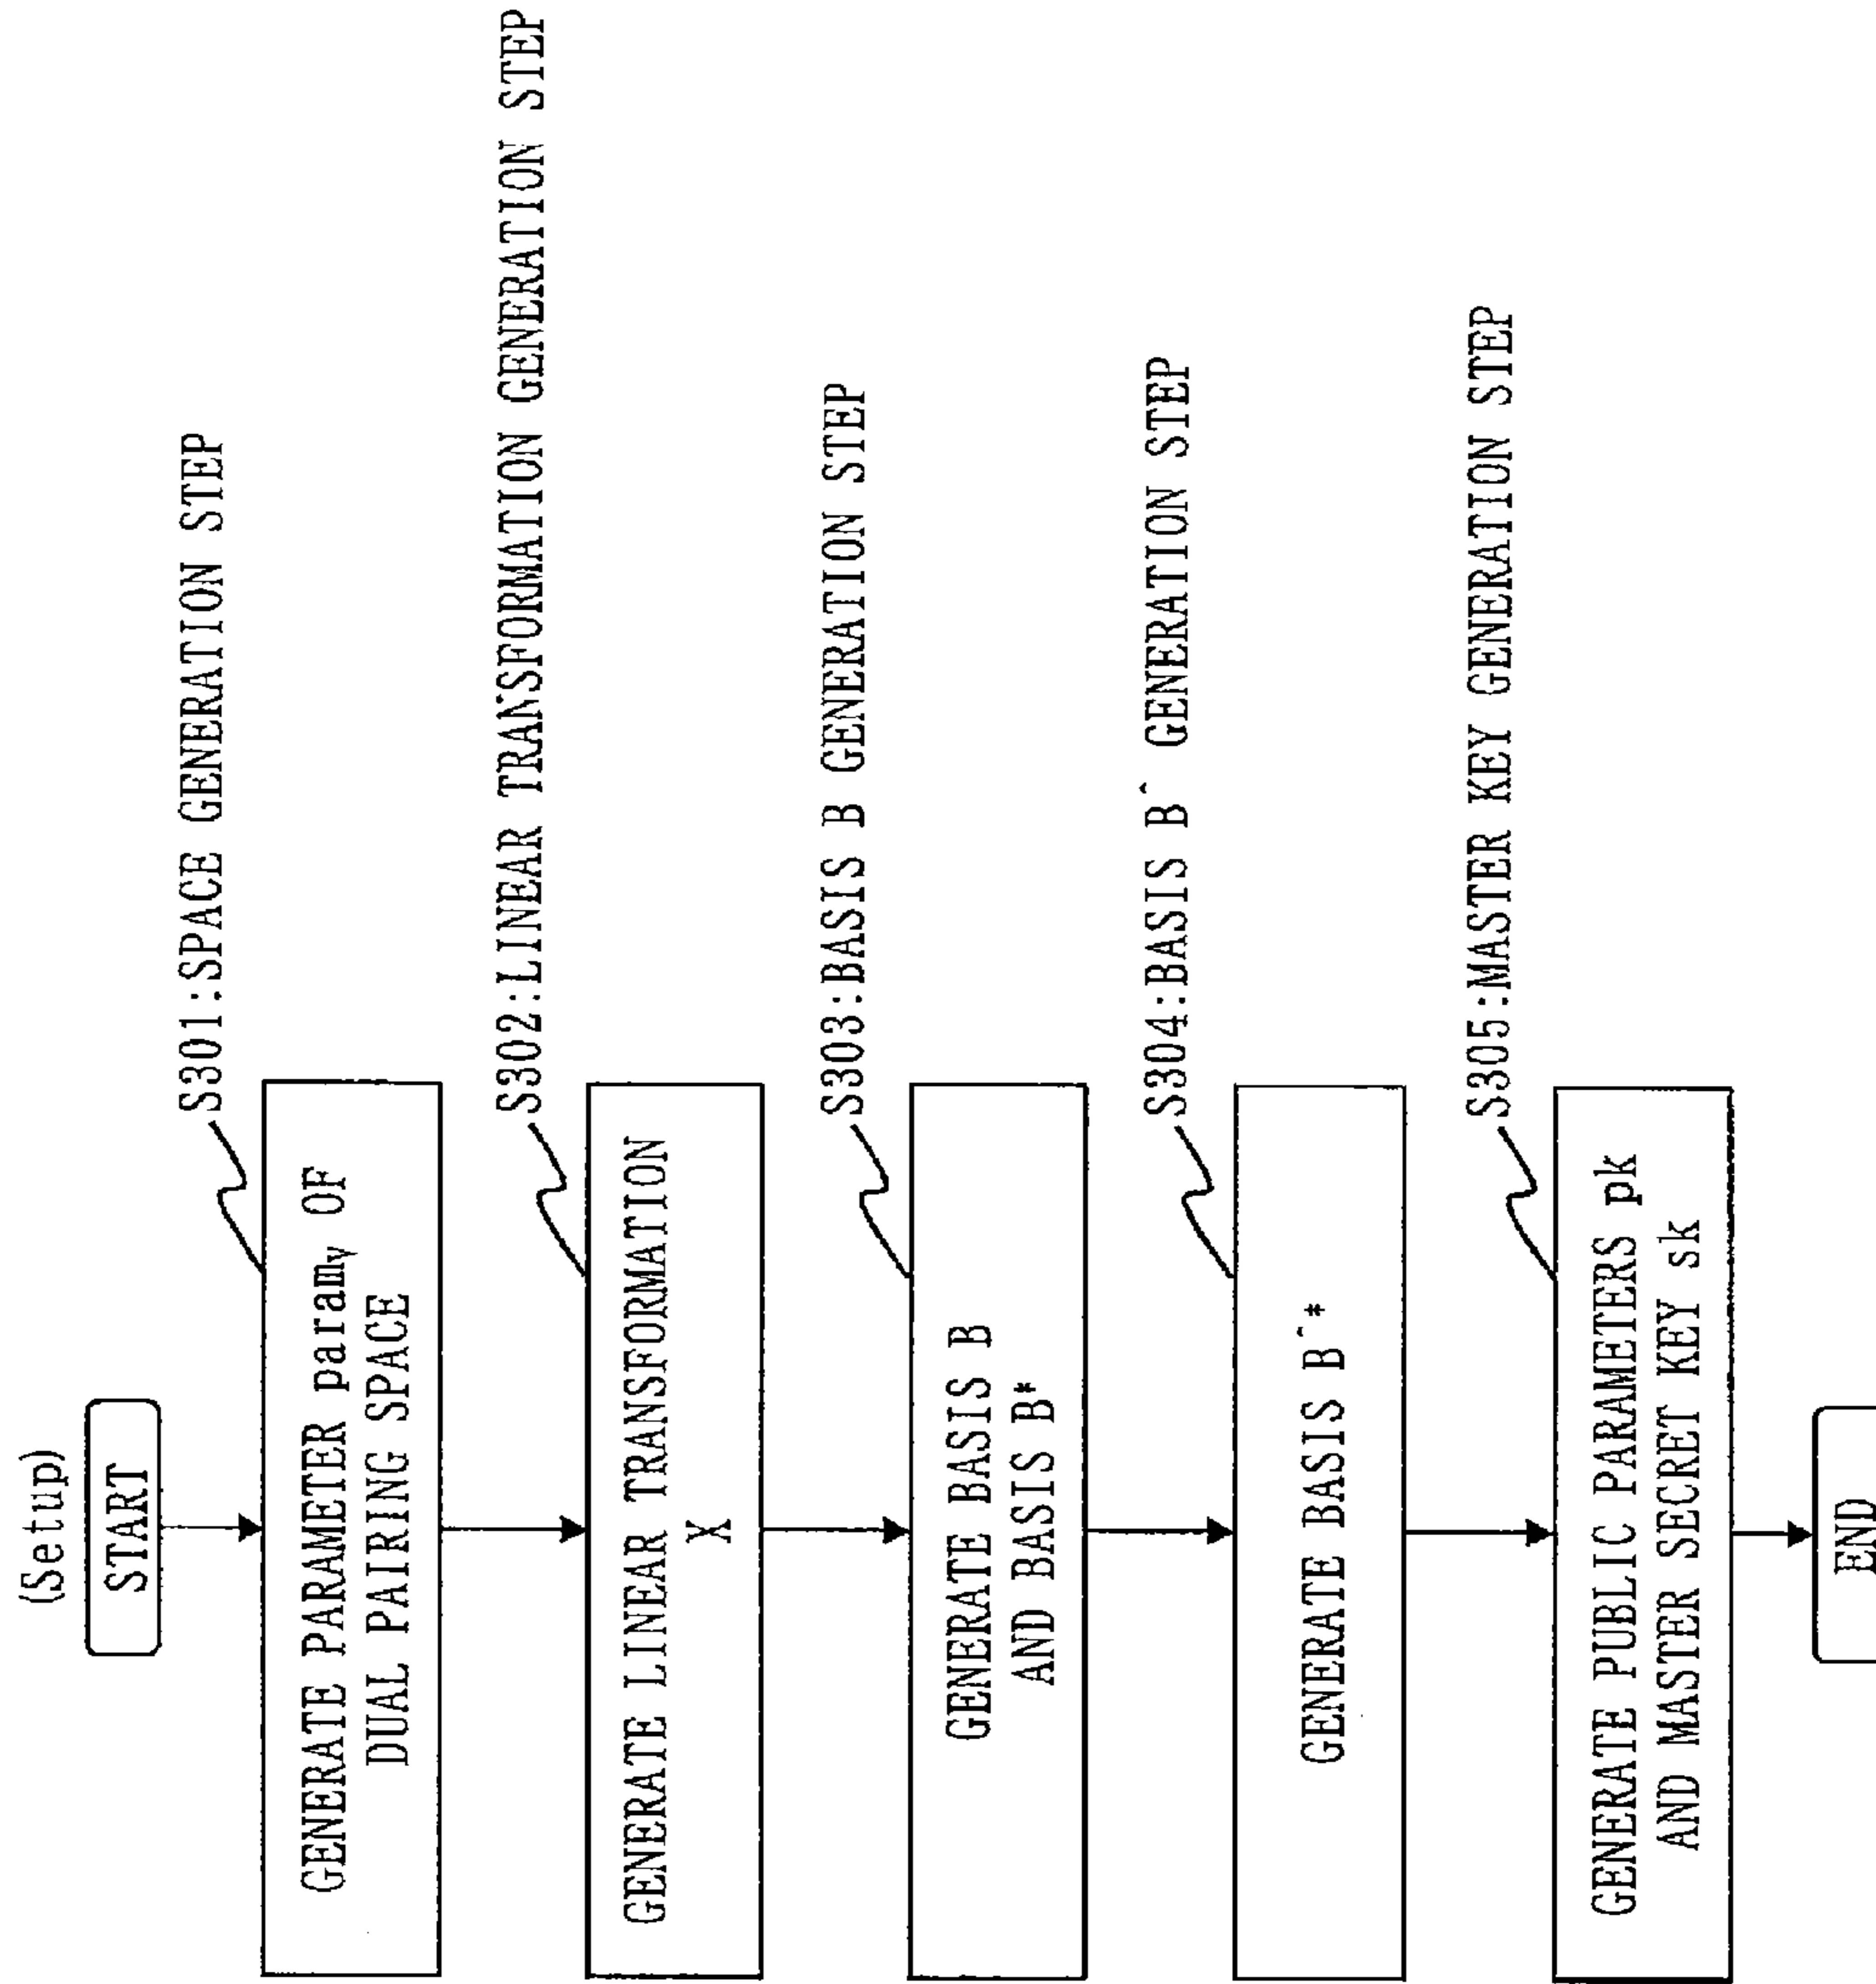 (Setup)
START
S301:SPACE GENERATION STEP
GENERATE PARAMETER paramᵥ OF
DUAL PAIRING SPACE
S302:LINEAR TRANSFORMATION GENERATION STEP
GENERATE LINEAR TRANSFORMATION
X
S303:BASIS B GENERATION STEP
GENERATE BASIS B
AND BASIS B*
S304:BASIS B^ GENERATION STEP
GENERATE BASIS B^*
S305:MASTER KEY GENERATION STEP
GENERATE PUBLIC PARAMETERS pk
AND MASTER SECRET KEY sk
END